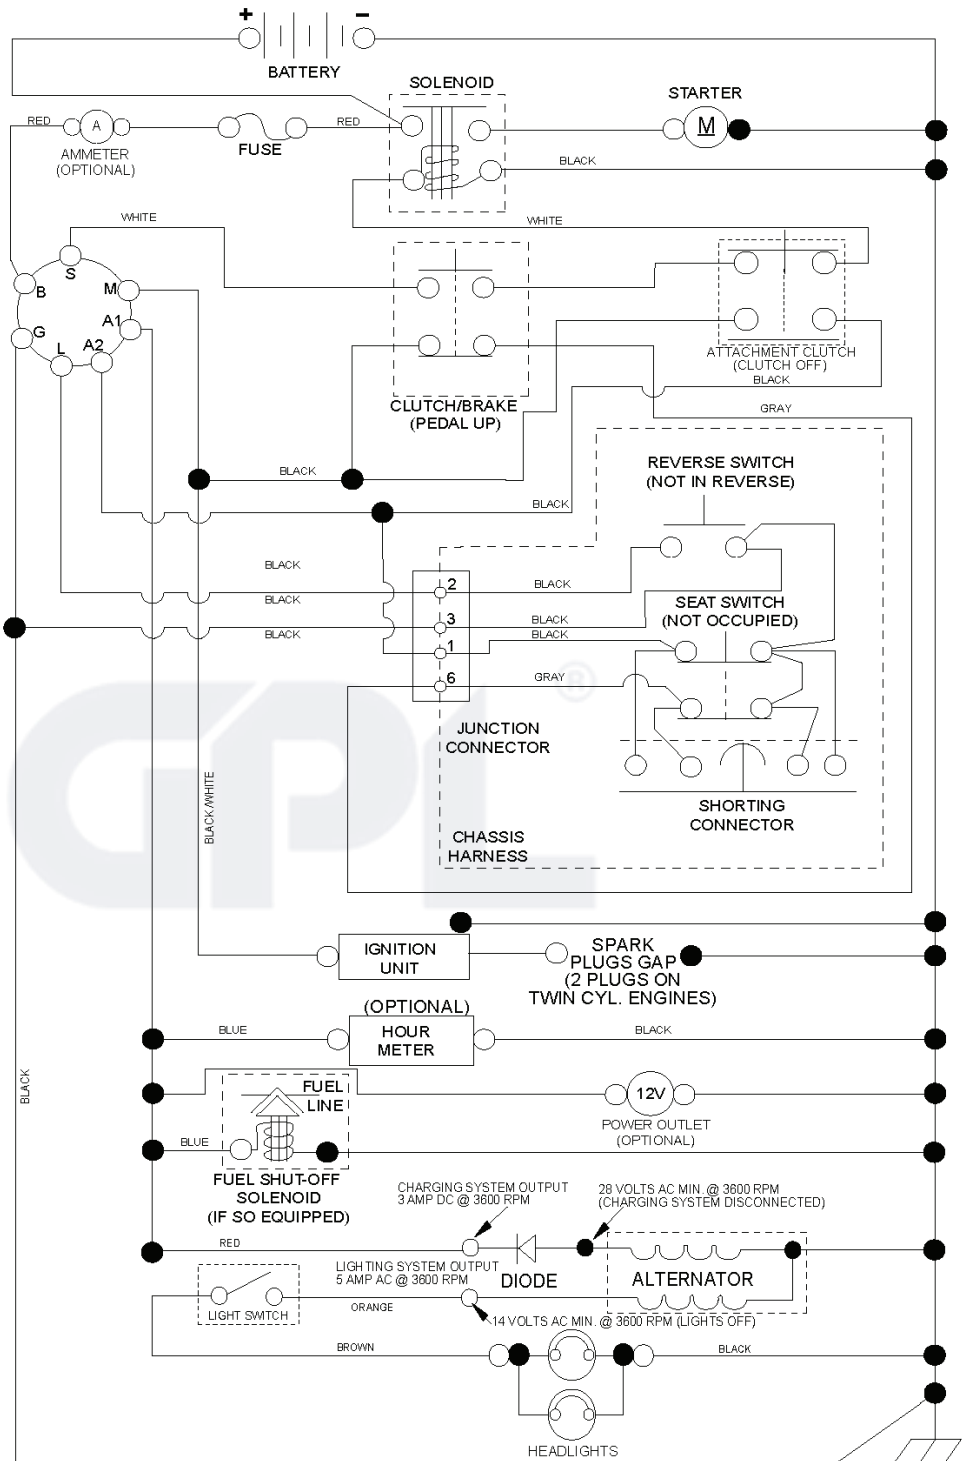 + −
BATTERY
SOLENOID
STARTER
RED
A
RED
M
AMMETER
(OPTIONAL)
FUSE
BLACK
WHITE
WHITE
S
B
M
G
A1
L
A2
ATTACHMENT CLUTCH
(CLUTCH OFF)
BLACK
CLUTCH/BRAKE
(PEDAL UP)
GRAY
BLACK
REVERSE SWITCH
(NOT IN REVERSE)
BLACK
BLACK
2
BLACK
BLACK
SEAT SWITCH
(NOT OCCUPIED)
3
BLACK
BLACK
BLACK
1
6
GRAY
®
GPL
JUNCTION
CONNECTOR
BLACK/WHITE
SHORTING
CONNECTOR
CHASSIS
HARNESS
IGNITION
UNIT
SPARK
PLUGS GAP
(2 PLUGS ON
TWIN CYL. ENGINES)
(OPTIONAL)
BLUE
HOUR
METER
BLACK
BLACK
FUEL
LINE
12V
POWER OUTLET
(OPTIONAL)
BLUE
FUEL SHUT-OFF
SOLENOID
(IF SO EQUIPPED)
CHARGING SYSTEM OUTPUT
3 AMP DC @ 3600 RPM
28 VOLTS AC MIN. @ 3600 RPM
(CHARGING SYSTEM DISCONNECTED)
RED
LIGHTING SYSTEM OUTPUT
5 AMP AC @ 3600 RPM
DIODE
ALTERNATOR
LIGHT SWITCH
ORANGE
14 VOLTS AC MIN. @ 3600 RPM (LIGHTS OFF)
BROWN
BLACK
HEADLIGHTS